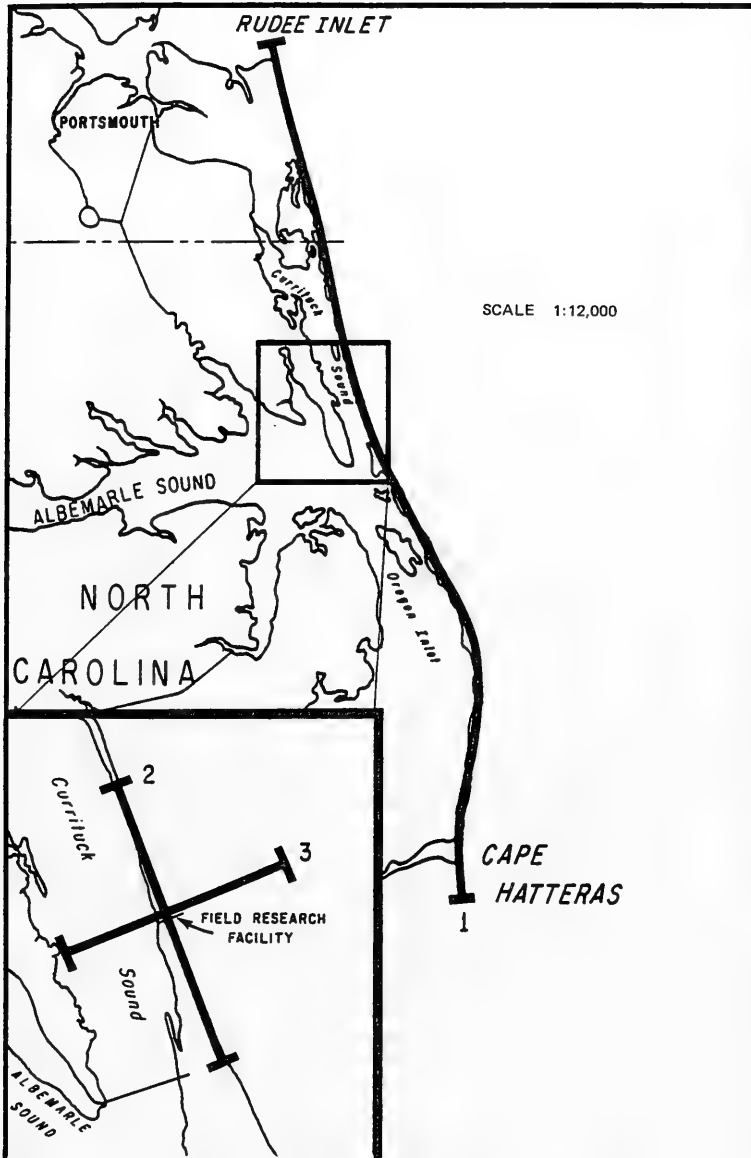 RUDEE INLET
PORTSMOUTH
Currituck
Sound
SCALE 1:12,000
ALBEMARLE SOUND
NORTH
CAROLINA
Oregon Inlet
CAPE
HATTERAS
1
2
3
Currituck
Sound
FIELD RESEARCH
FACILITY
ALBEMARLE
SOUND